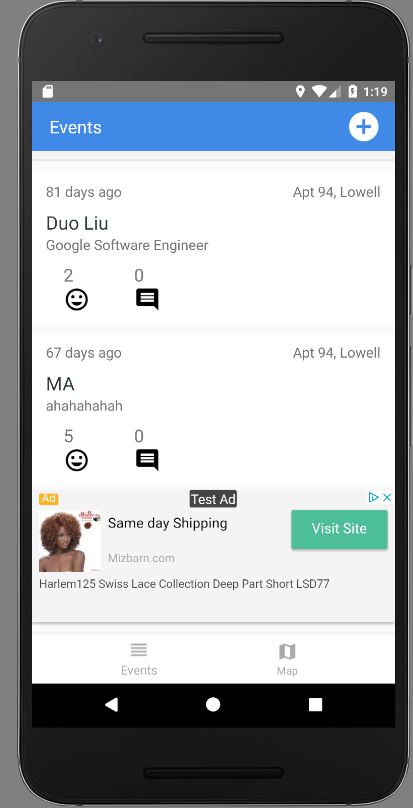 1:19
Events
81 days ago Apt 94, Lowell
Duo Liu
Google Software Engineer
2 0
67 days ago Apt 94, Lowell
MA
ahahahahah
5 0
Ad Test Ad
Same day Shipping
Visit Site
Mizbarn.com
Harlem125 Swiss Lace Collection Deep Part Short LSD77
Events Map